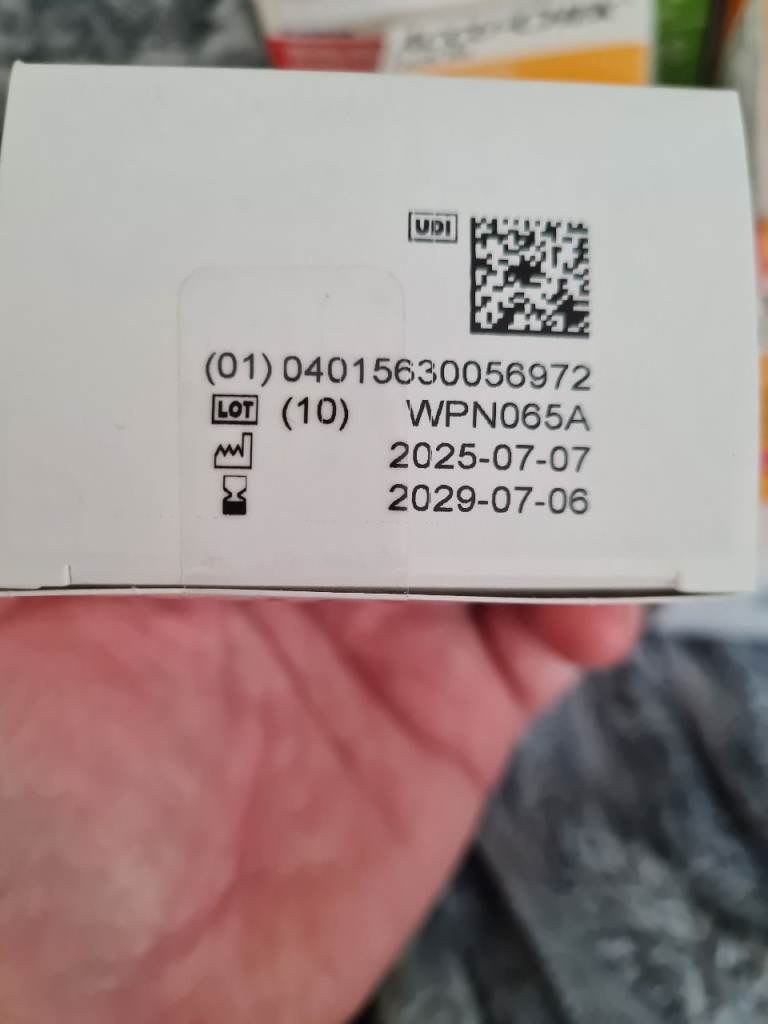 UDI
(01) 04015630056972
LOT (10) WPN065A
2025-07-07
2029-07-06